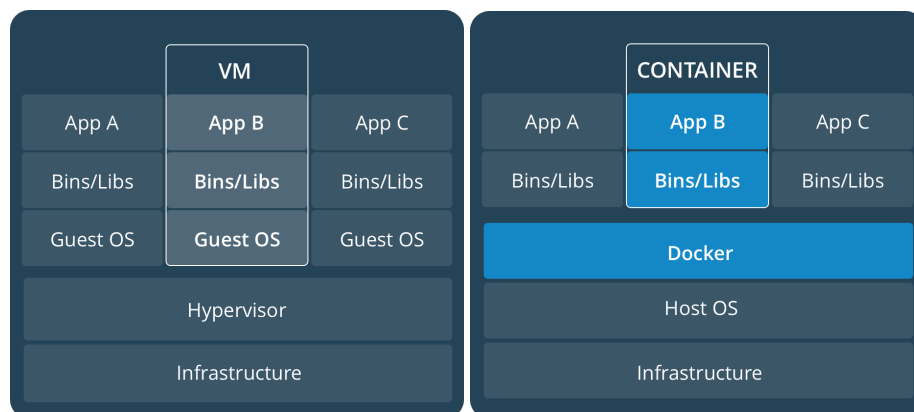 VM
App A App B App C
Bins/Libs Bins/Libs Bins/Libs
Guest OS Guest OS Guest OS
Hypervisor
Infrastructure
CONTAINER
App A App B App C
Bins/Libs Bins/Libs Bins/Libs
Docker
Host OS
Infrastructure